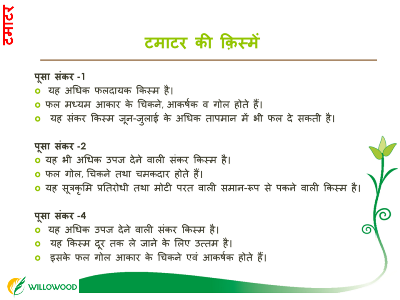 टमाटर
टमाटर की क़िस्में
पूसा संकर -1
यह अधिक फलदायक किस्म है।
फल मध्यम आकार के चिकने, आकर्षक व गोल होते हैं।
यह संकर किस्म जून-जुलाई के अधिक तापमान में भी फल दे सकती है।
पूसा संकर -2
यह भी अधिक उपज देने वाली संकर किस्म है।
फल गोल, चिकने तथा चमकदार होते हैं।
यह सूत्रकृमि प्रतिरोधी तथा मोटी परत वाली समान-रूप से पकने वाली किस्म है।
पूसा संकर -4
यह अधिक उपज देने वाली संकर किस्म है।
यह किस्म दूर तक ले जाने के लिए उत्तम है।
इसके फल गोल आकार के चिकने एवं आकर्षक होते हैं।
WILLOWOOD